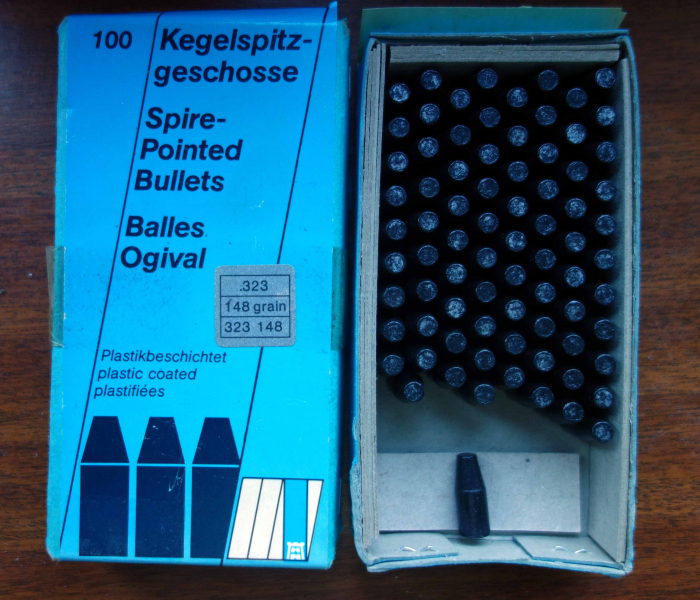 100 Kegelspitz-
geschosse
Spire-
Pointed
Bullets
Balles
Ogival
.323
148 grain
323 148
Plastikbeschichtet
plastic coated
plastifiées